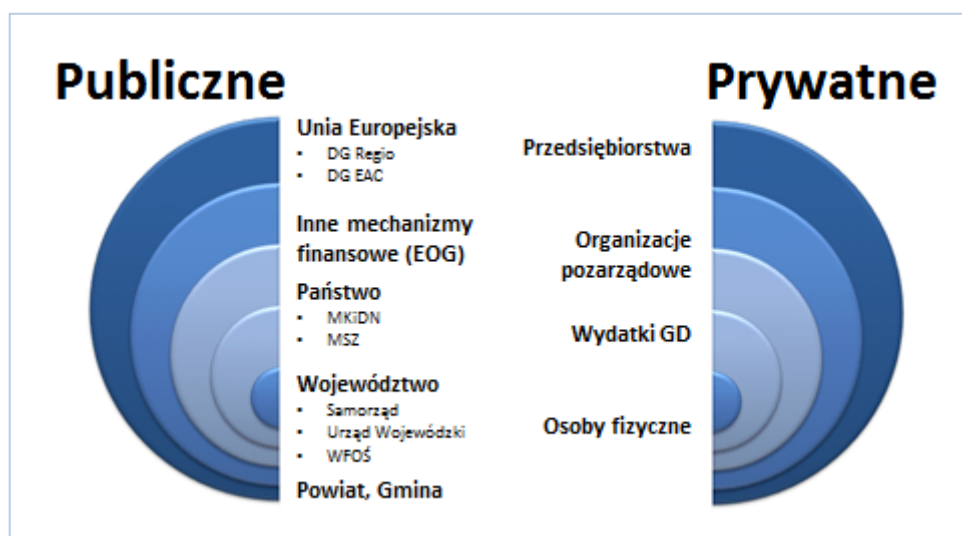 Publiczne
Unia Europejska
• DG Regio
• DG EAC
Inne mechanizmy
finansowe (EOG)
Państwo
• MKiDN
• MSZ
Województwo
• Samorząd
• Urząd Wojewódzki
• WFOŚ
Powiat, Gmina
Prywatne
Przedsiębiorstwa
Organizacje
pozarządowe
Wydatki GD
Osoby fizyczne